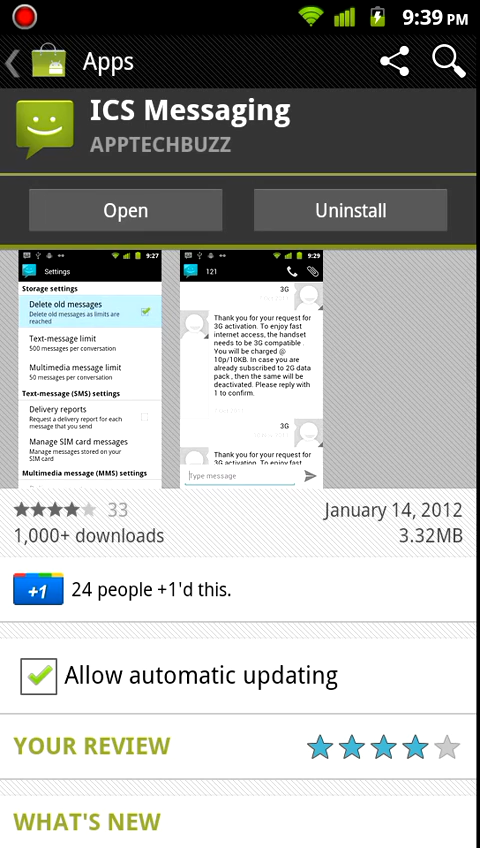 9:39 PM
Apps
ICS Messaging
APPTECHBUZZ
Open
Uninstall
9:27
Settings
Storage settings
Delete old messages
Delete old messages as limits are
reached
Text-message limit
500 messages per conversation
Multimedia message limit
50 messages per conversation
Text-message (SMS) settings
Delivery reports
Request a delivery report for each
message that you send
Manage SIM card messages
Manage messages stored on your
SIM card
Multimedia message (MMS) settings
9:29
121
3G
Thank you for your request for
3G activation. To enjoy fast
internet access, the handset
needs to be 3G compatible .
You will be charged @
10p/10KB. In case you are
already subscribed to 2G data
pack , then the same will be
deactivated. Please reply with
1 to confirm.
3G
Thank you for your request for
3G activation. To enjoy fast
Type message
33
January 14, 2012
1,000+ downloads
3.32MB
+1
24 people +1'd this.
Allow automatic updating
YOUR REVIEW
WHAT'S NEW